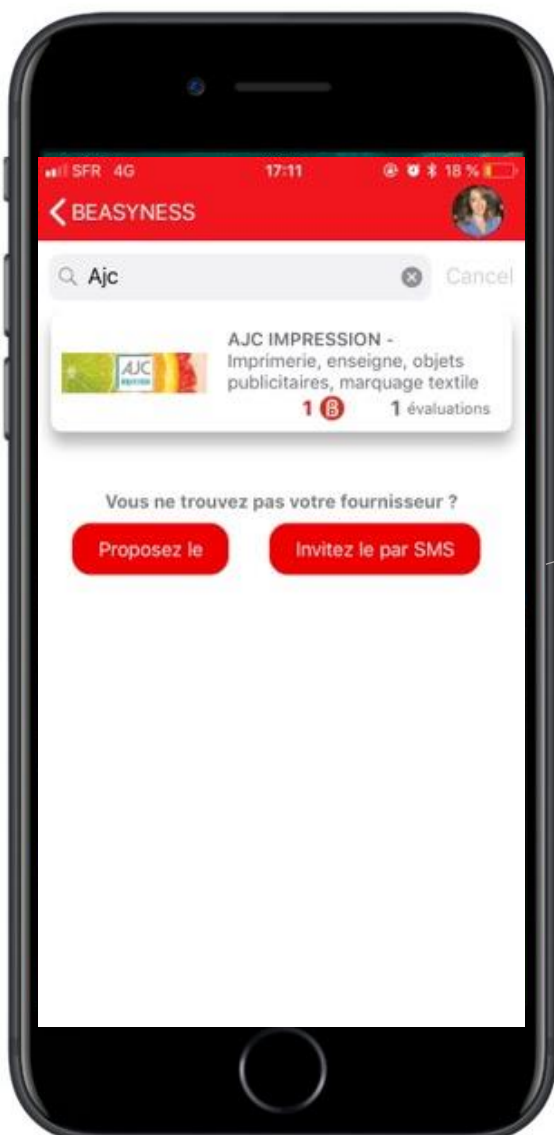 SFR 4G 17:11 18 %
BEASYNESS
Ajc Cancel
AJC
AJC IMPRESSION -
Imprimerie, enseigne, objets
publicitaires, marquage textile
1 B 1 évaluations
Vous ne trouvez pas votre fournisseur ?
Proposez le Invitez le par SMS